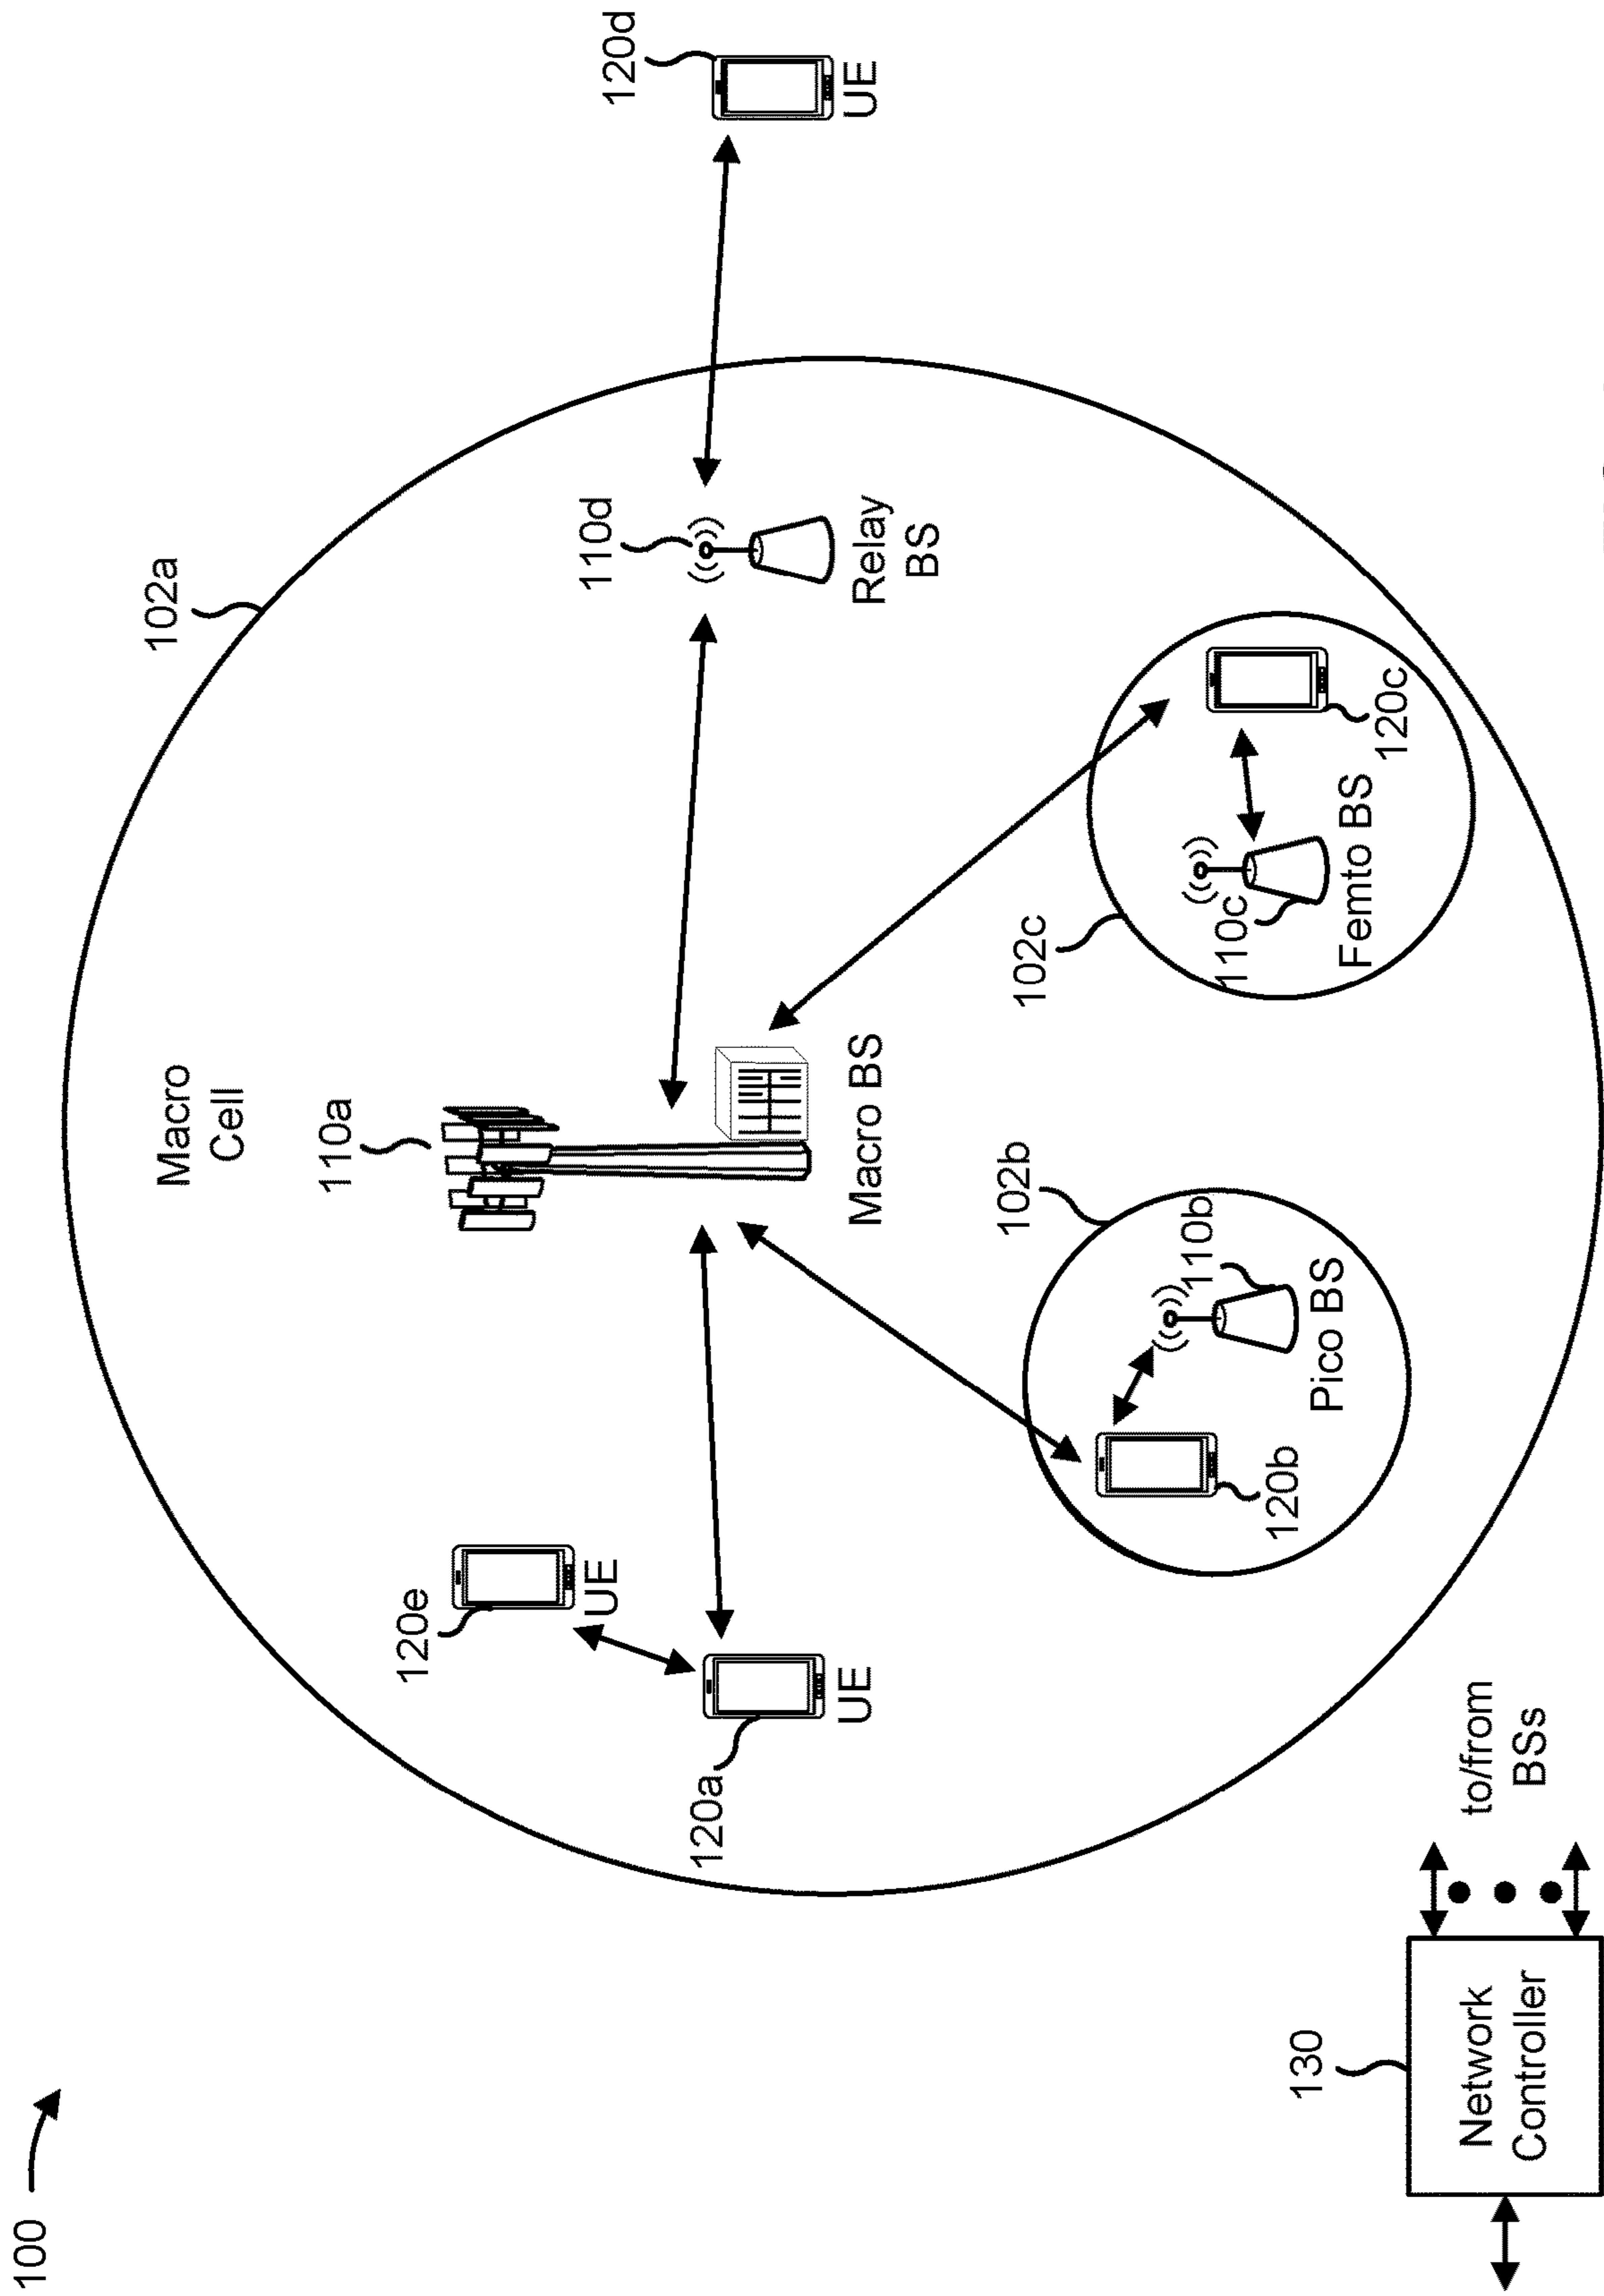 100
102a
Macro
Cell
110a
120d
UE
110d
Relay
BS
120e
UE
120a
UE
Macro BS
102c
110c
Femto BS
120c
102b
110b
Pico BS
120b
130
Network
Controller
to/from
BSs